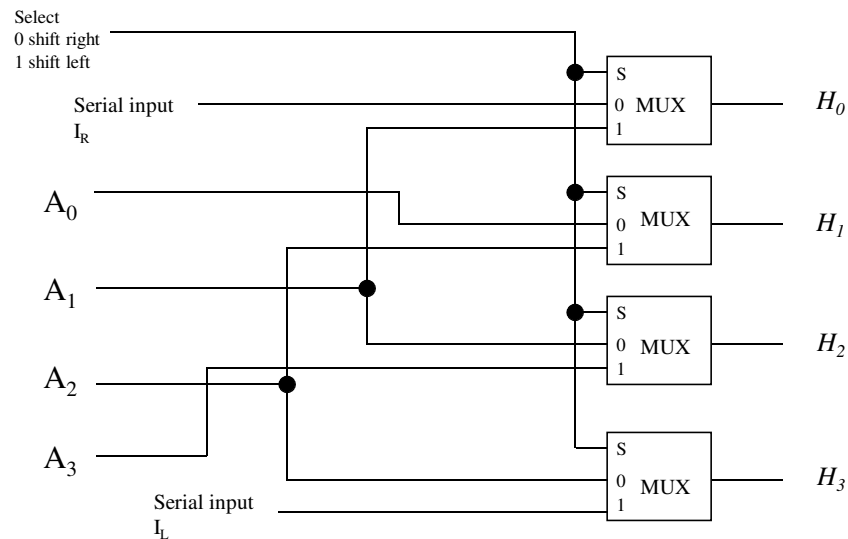 Select
0 shift right
1 shift left
S
0 MUX
1
H0
Serial input
IR
A0
S
0 MUX
1
H1
A1
S
0 MUX
1
H2
A2
A3
S
0 MUX
1
H3
Serial input
IL